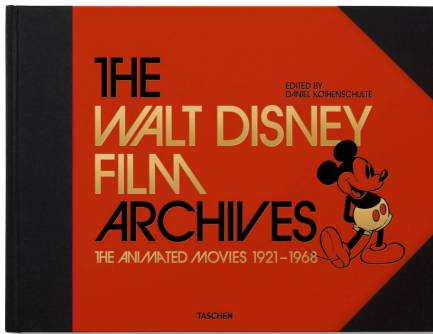 THE
EDITED BY
DANIEL KOTHENSCHULTE
WALT DISNEY
FILM
ARCHIVES
THE ANIMATED MOVIES 1921–1968
TASCHEN